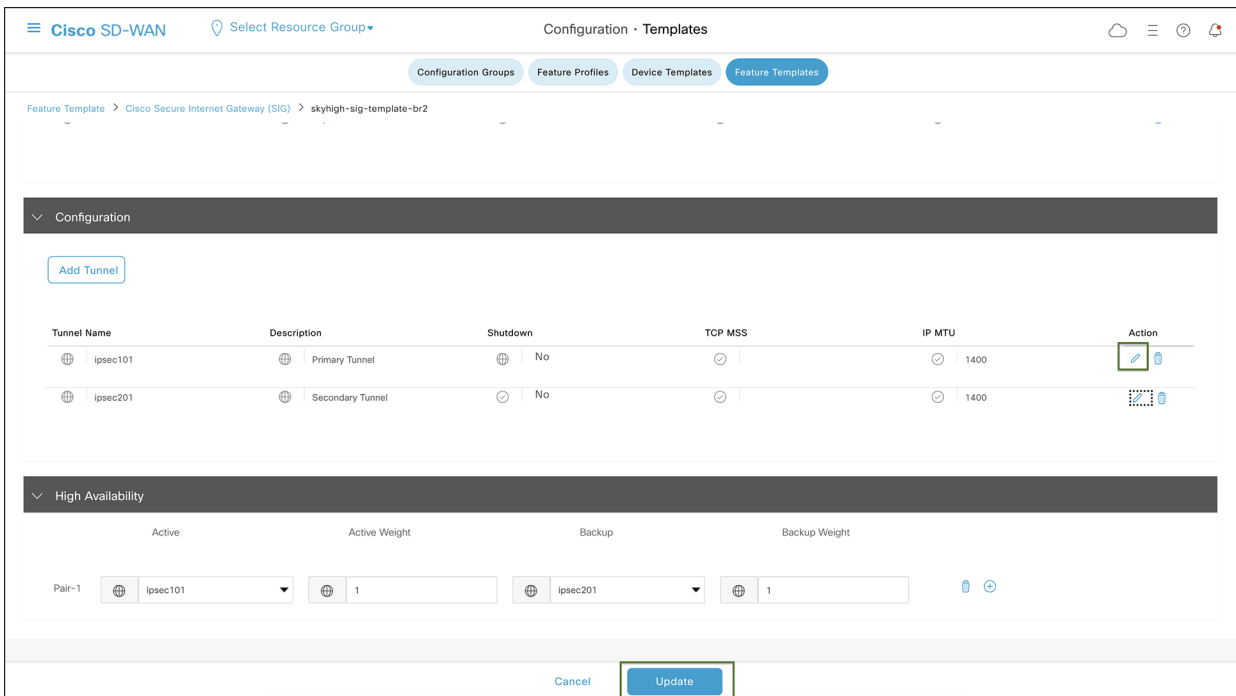 Cisco SD-WAN
Select Resource Group
Configuration · Templates
Configuration Groups
Feature Profiles
Device Templates
Feature Templates
Feature Template > Cisco Secure Internet Gateway (SIG) > skyhigh-sig-template-br2
Configuration
Add Tunnel
Tunnel Name Description Shutdown TCP MSS IP MTU Action
ipsec101 Primary Tunnel No 1400
ipsec201 Secondary Tunnel No 1400
High Availability
Active Active Weight Backup Backup Weight
Pair-1 ipsec101 1 ipsec201 1
Cancel Update